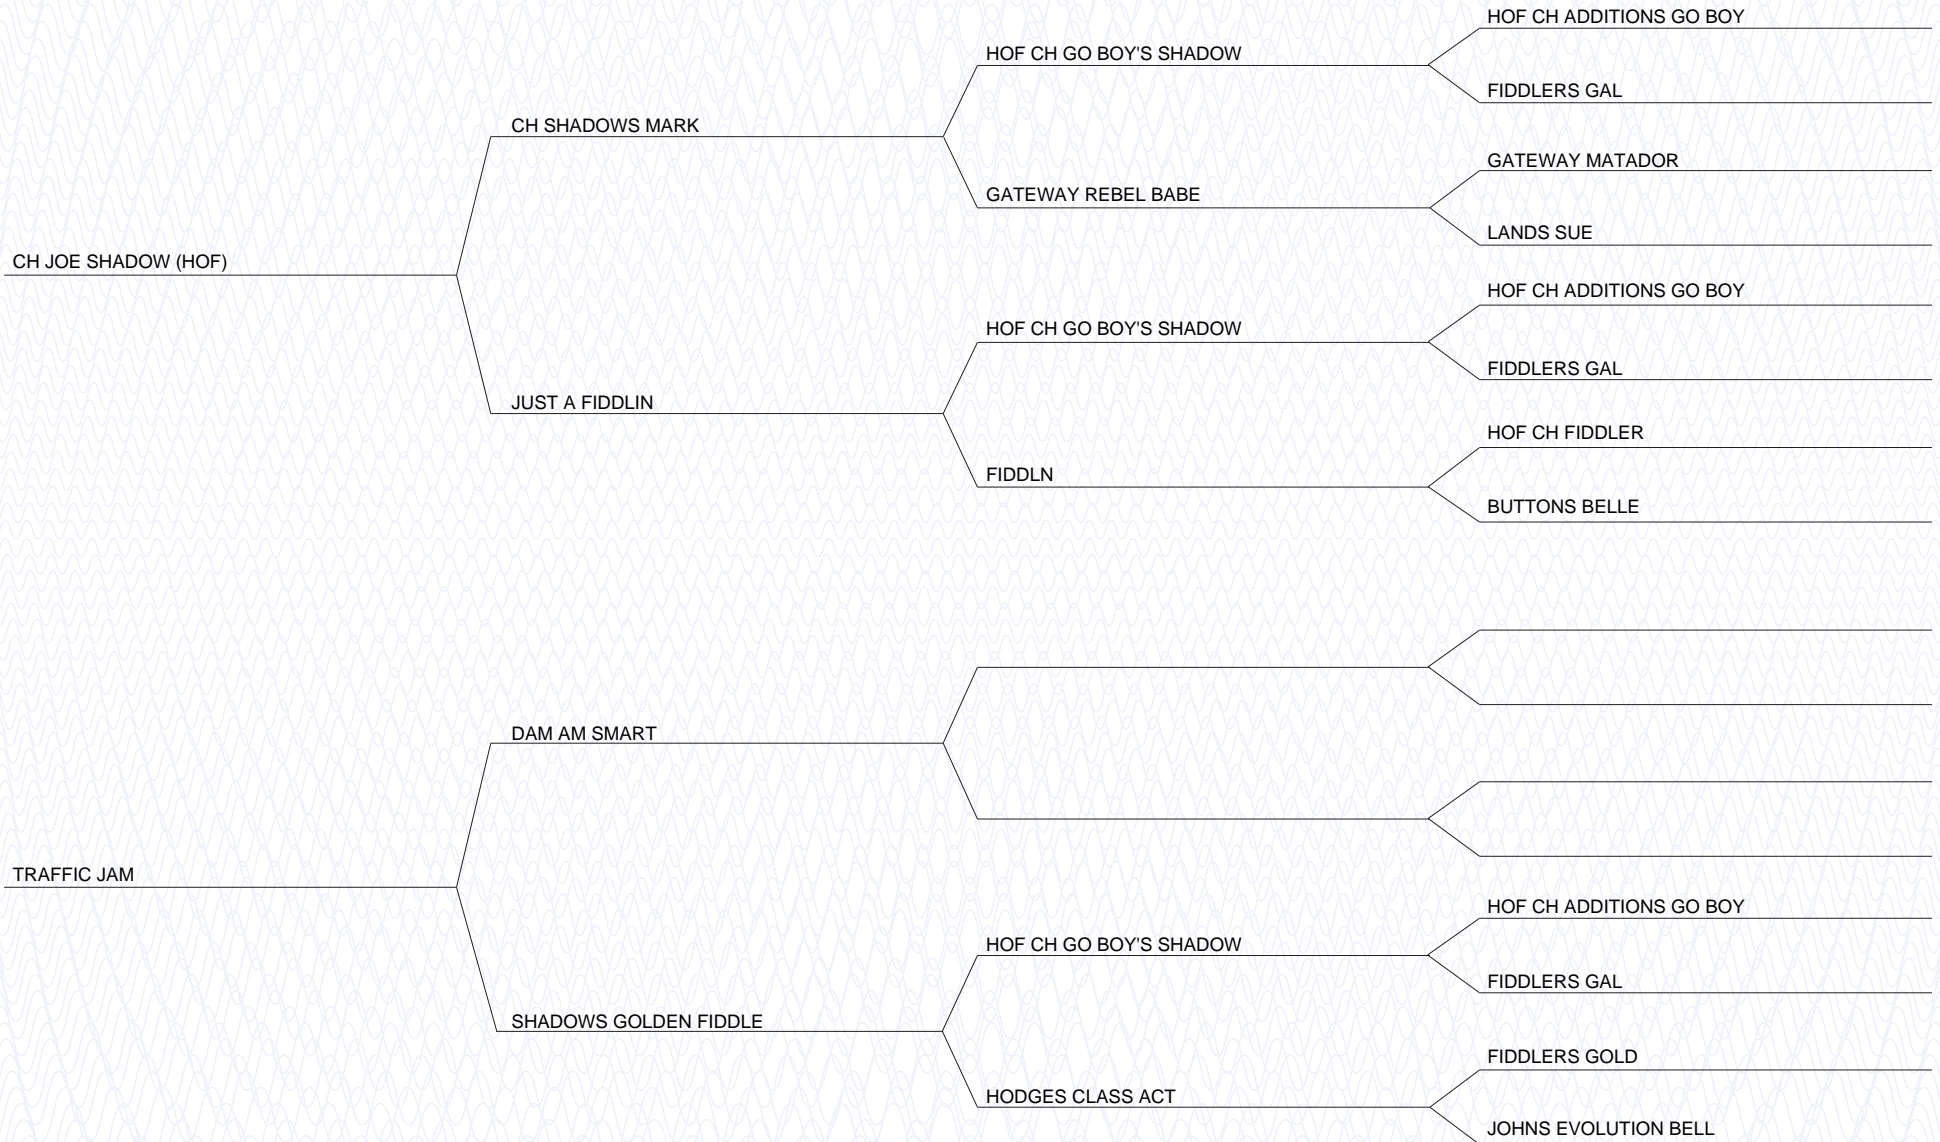 HOF CH ADDITIONS GO BOY
HOF CH GO BOY'S SHADOW
FIDDLERS GAL
CH SHADOWS MARK
GATEWAY MATADOR
GATEWAY REBEL BABE
LANDS SUE
CH JOE SHADOW (HOF)
HOF CH ADDITIONS GO BOY
HOF CH GO BOY'S SHADOW
FIDDLERS GAL
JUST A FIDDLIN
HOF CH FIDDLER
FIDDLN
BUTTONS BELLE
DAM AM SMART
TRAFFIC JAM
HOF CH ADDITIONS GO BOY
HOF CH GO BOY'S SHADOW
FIDDLERS GAL
SHADOWS GOLDEN FIDDLE
FIDDLERS GOLD
HODGES CLASS ACT
JOHNS EVOLUTION BELL